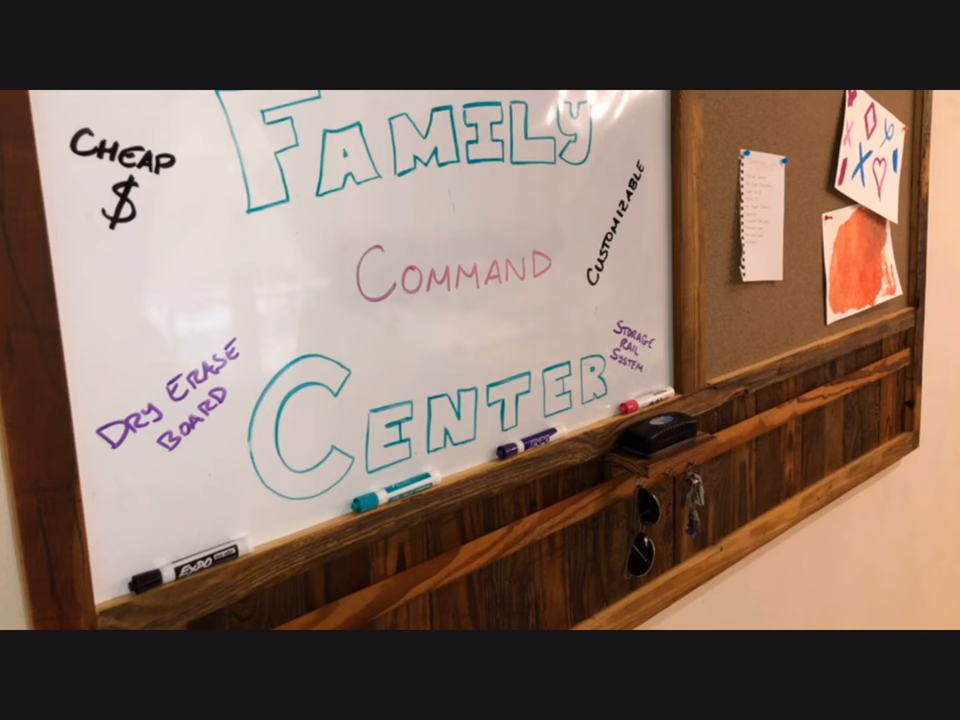 FAMILY
CHEAP
$
CUSTOMIZABLE
COMMAND
STORAGE
RAIL
SYSTEM
DRY ERASE
BOARD
CENTER
EXPO